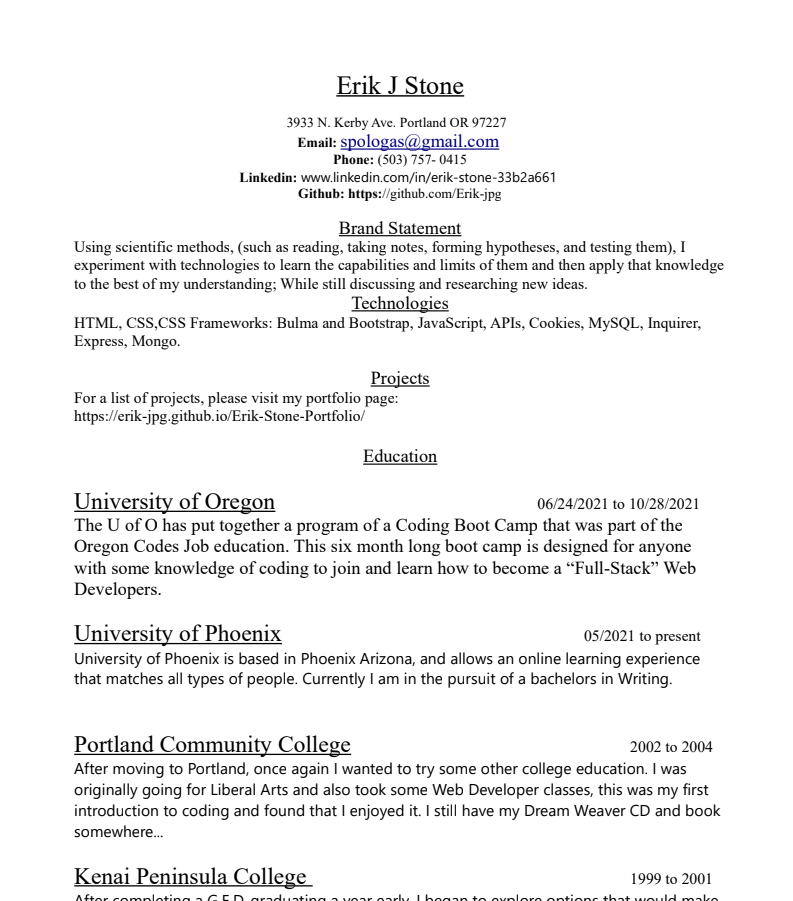 Erik J Stone
3933 N. Kerby Ave. Portland OR 97227
Email: spologas@gmail.com
Phone: (503) 757- 0415
Linkedin: www.linkedin.com/in/erik-stone-33b2a661
Github: https://github.com/Erik-jpg
Brand Statement
Using scientific methods, (such as reading, taking notes, forming hypotheses, and testing them), I
experiment with technologies to learn the capabilities and limits of them and then apply that knowledge
to the best of my understanding; While still discussing and researching new ideas.
Technologies
HTML, CSS,CSS Frameworks: Bulma and Bootstrap, JavaScript, APIs, Cookies, MySQL, Inquirer,
Express, Mongo.
Projects
For a list of projects, please visit my portfolio page:
https://erik-jpg.github.io/Erik-Stone-Portfolio/
Education
University of Oregon 06/24/2021 to 10/28/2021
The U of O has put together a program of a Coding Boot Camp that was part of the
Oregon Codes Job education. This six month long boot camp is designed for anyone
with some knowledge of coding to join and learn how to become a “Full-Stack” Web
Developers.
University of Phoenix 05/2021 to present
University of Phoenix is based in Phoenix Arizona, and allows an online learning experience
that matches all types of people. Currently I am in the pursuit of a bachelors in Writing.
Portland Community College 2002 to 2004
After moving to Portland, once again I wanted to try some other college education. I was
originally going for Liberal Arts and also took some Web Developer classes, this was my first
introduction to coding and found that I enjoyed it. I still have my Dream Weaver CD and book
somewhere...
Kenai Peninsula College 1999 to 2001
After completing a G.E.D, graduating a year early, I began to explore options that would make